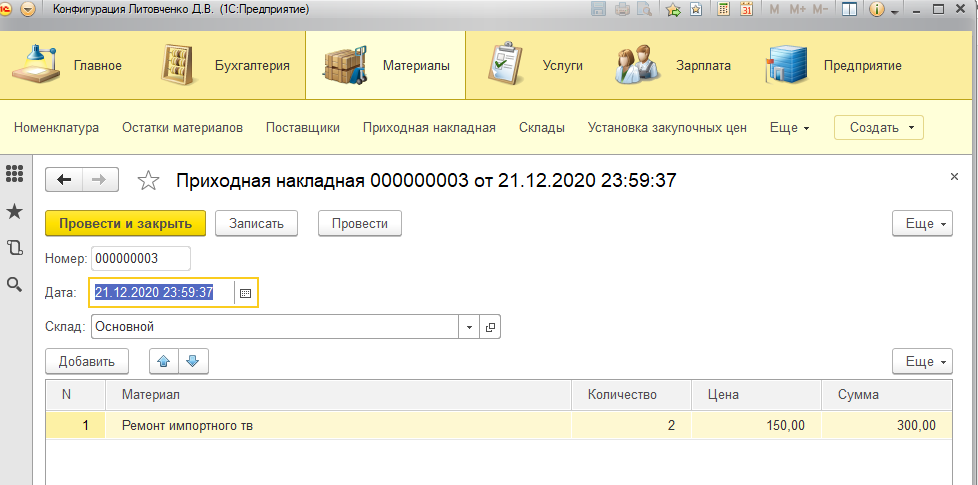 Конфигурация Литовченко Д.В. (1С:Предприятие)
M M+ M-
31
Главное Бухгалтерия Материалы Услуги Зарплата Предприятие
Номенклатура Остатки материалов Поставщики Приходная накладная Склады Установка закупочных цен Еще Создать
Приходная накладная 000000003 от 21.12.2020 23:59:37
Провести и закрыть Записать Провести Еще
Номер: 000000003
Дата: 21.12.2020 23:59:37
Склад: Основной
Добавить Еще
N Материал Количество Цена Сумма
1 Ремонт импортного тв 2 150,00 300,00